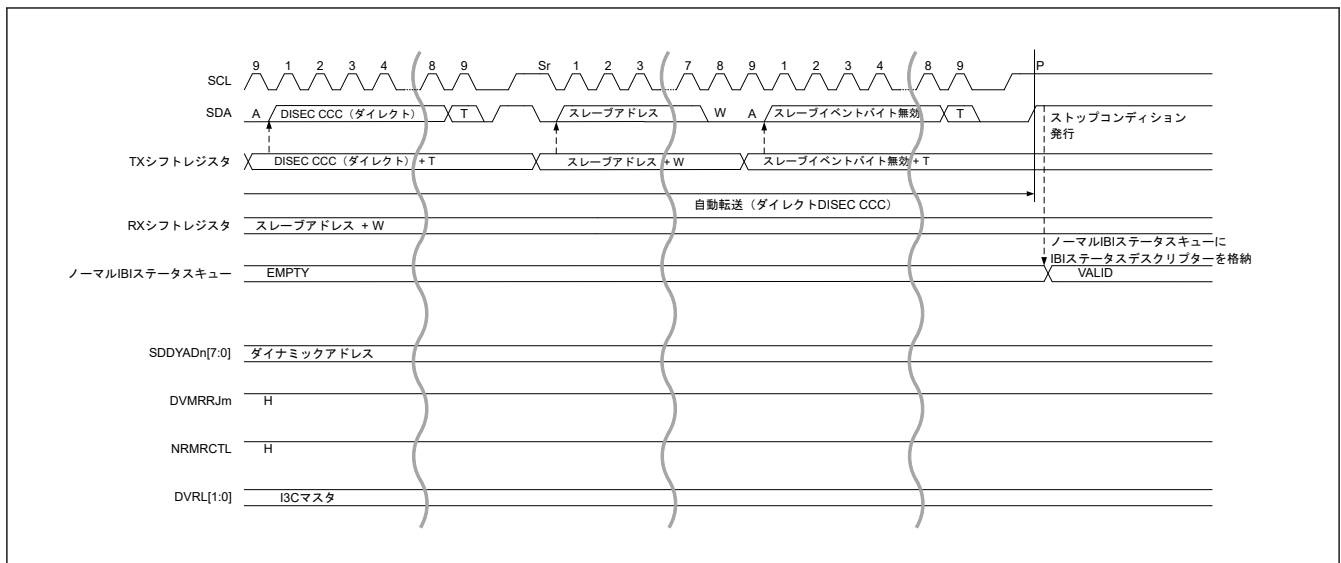 9 1 2 3 4 8 9 Sr 1 2 3 7 8 9 1 2 3 4 8 9 P
SCL
SDA A DISEC CCC（ダイレクト） T スレーブアドレス W A スレーブイベントバイト無効 T
ストップコンディション
発行
TXシフトレジスタ DISEC CCC（ダイレクト）+ T スレーブアドレス + W スレーブイベントバイト無効 + T
自動転送（ダイレクトDISEC CCC）
RXシフトレジスタ スレーブアドレス + W
ノーマルIBIステータスキューに
IBIステータスデスクリプターを格納
ノーマルIBIステータスキュー EMPTY VALID
SDDYADn[7:0] ダイナミックアドレス
DVMRRJm H
NRMRCTL H
DVRL[1:0] I3Cマスタ